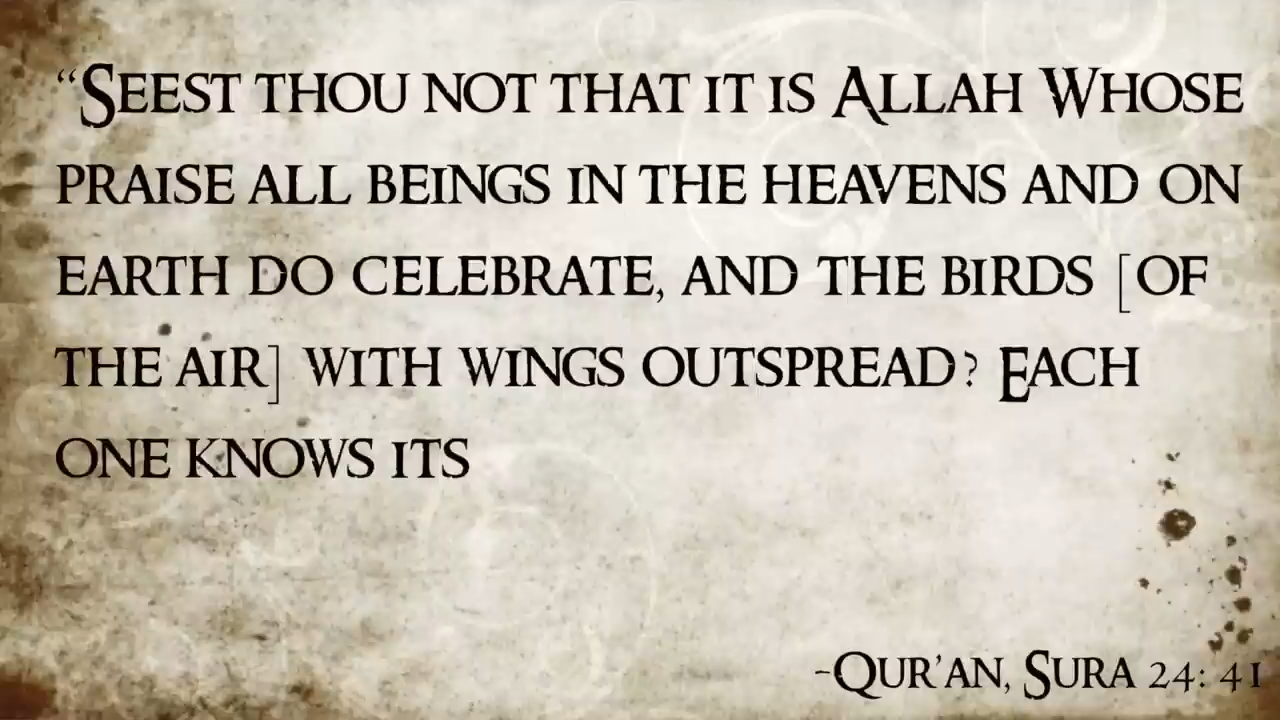 “Seest thou not that it is Allah Whose
praise all beings in the heavens and on
earth do celebrate, and the birds [of
the air] with wings outspread? Each
one knows its
-Qur’an, Sura 24: 41